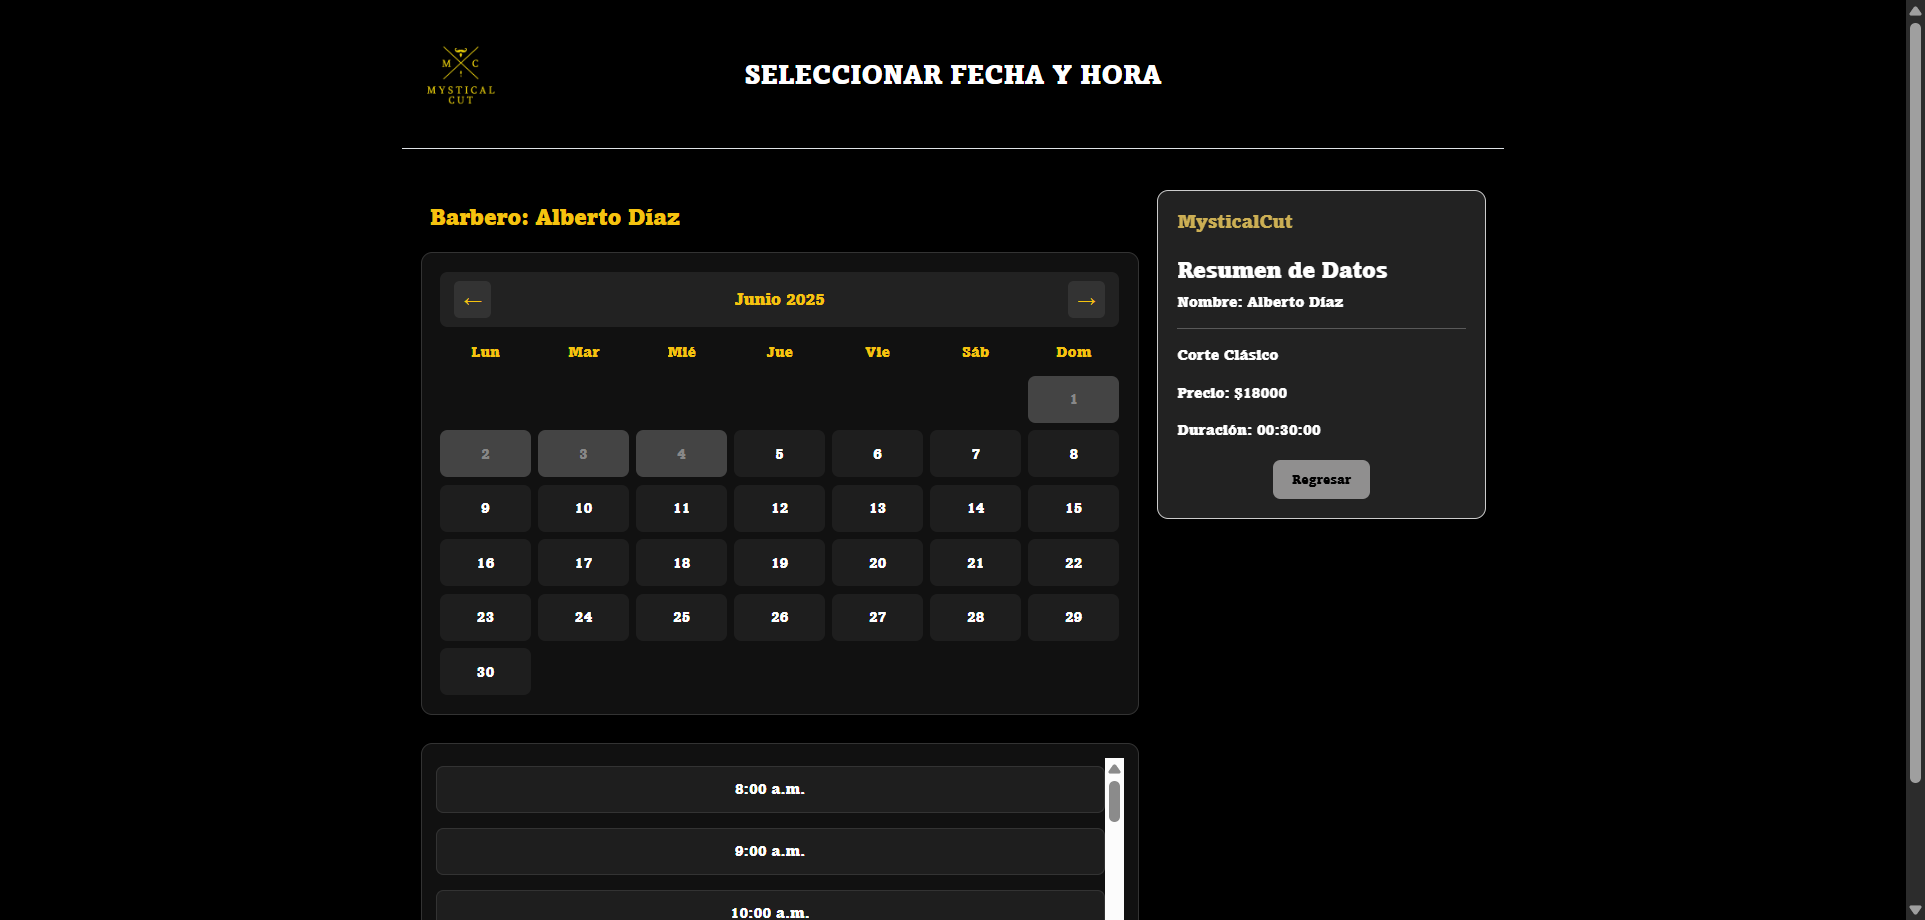 M C
MYSTICAL
CUT
SELECCIONAR FECHA Y HORA
Barbero: Alberto Díaz
← Junio 2025 →
Lun Mar Mié Jue Vie Sáb Dom
1
2 3 4 5 6 7 8
9 10 11 12 13 14 15
16 17 18 19 20 21 22
23 24 25 26 27 28 29
30
8:00 a.m.
9:00 a.m.
10:00 a.m.
MysticalCut
Resumen de Datos
Nombre: Alberto Díaz
Corte Clásico
Precio: $18000
Duración: 00:30:00
Regresar